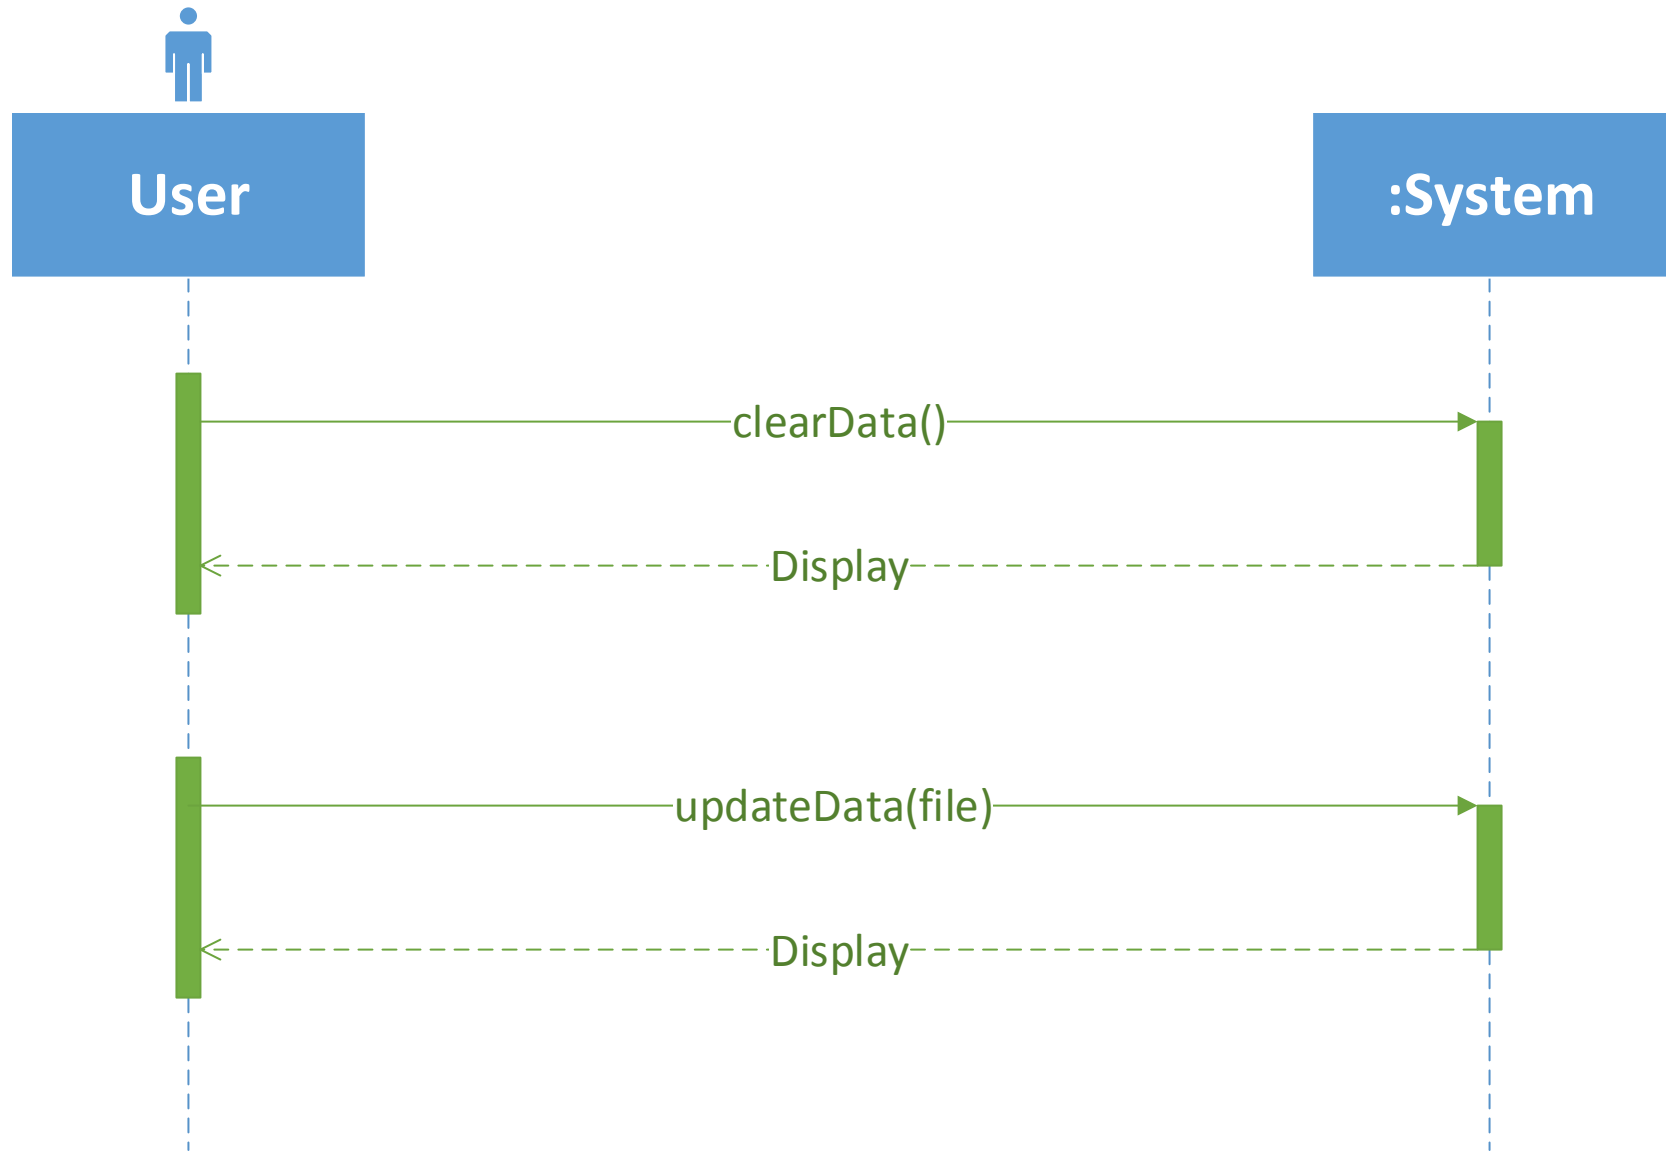 User
:System
clearData()
Display
updateData(file)
Display